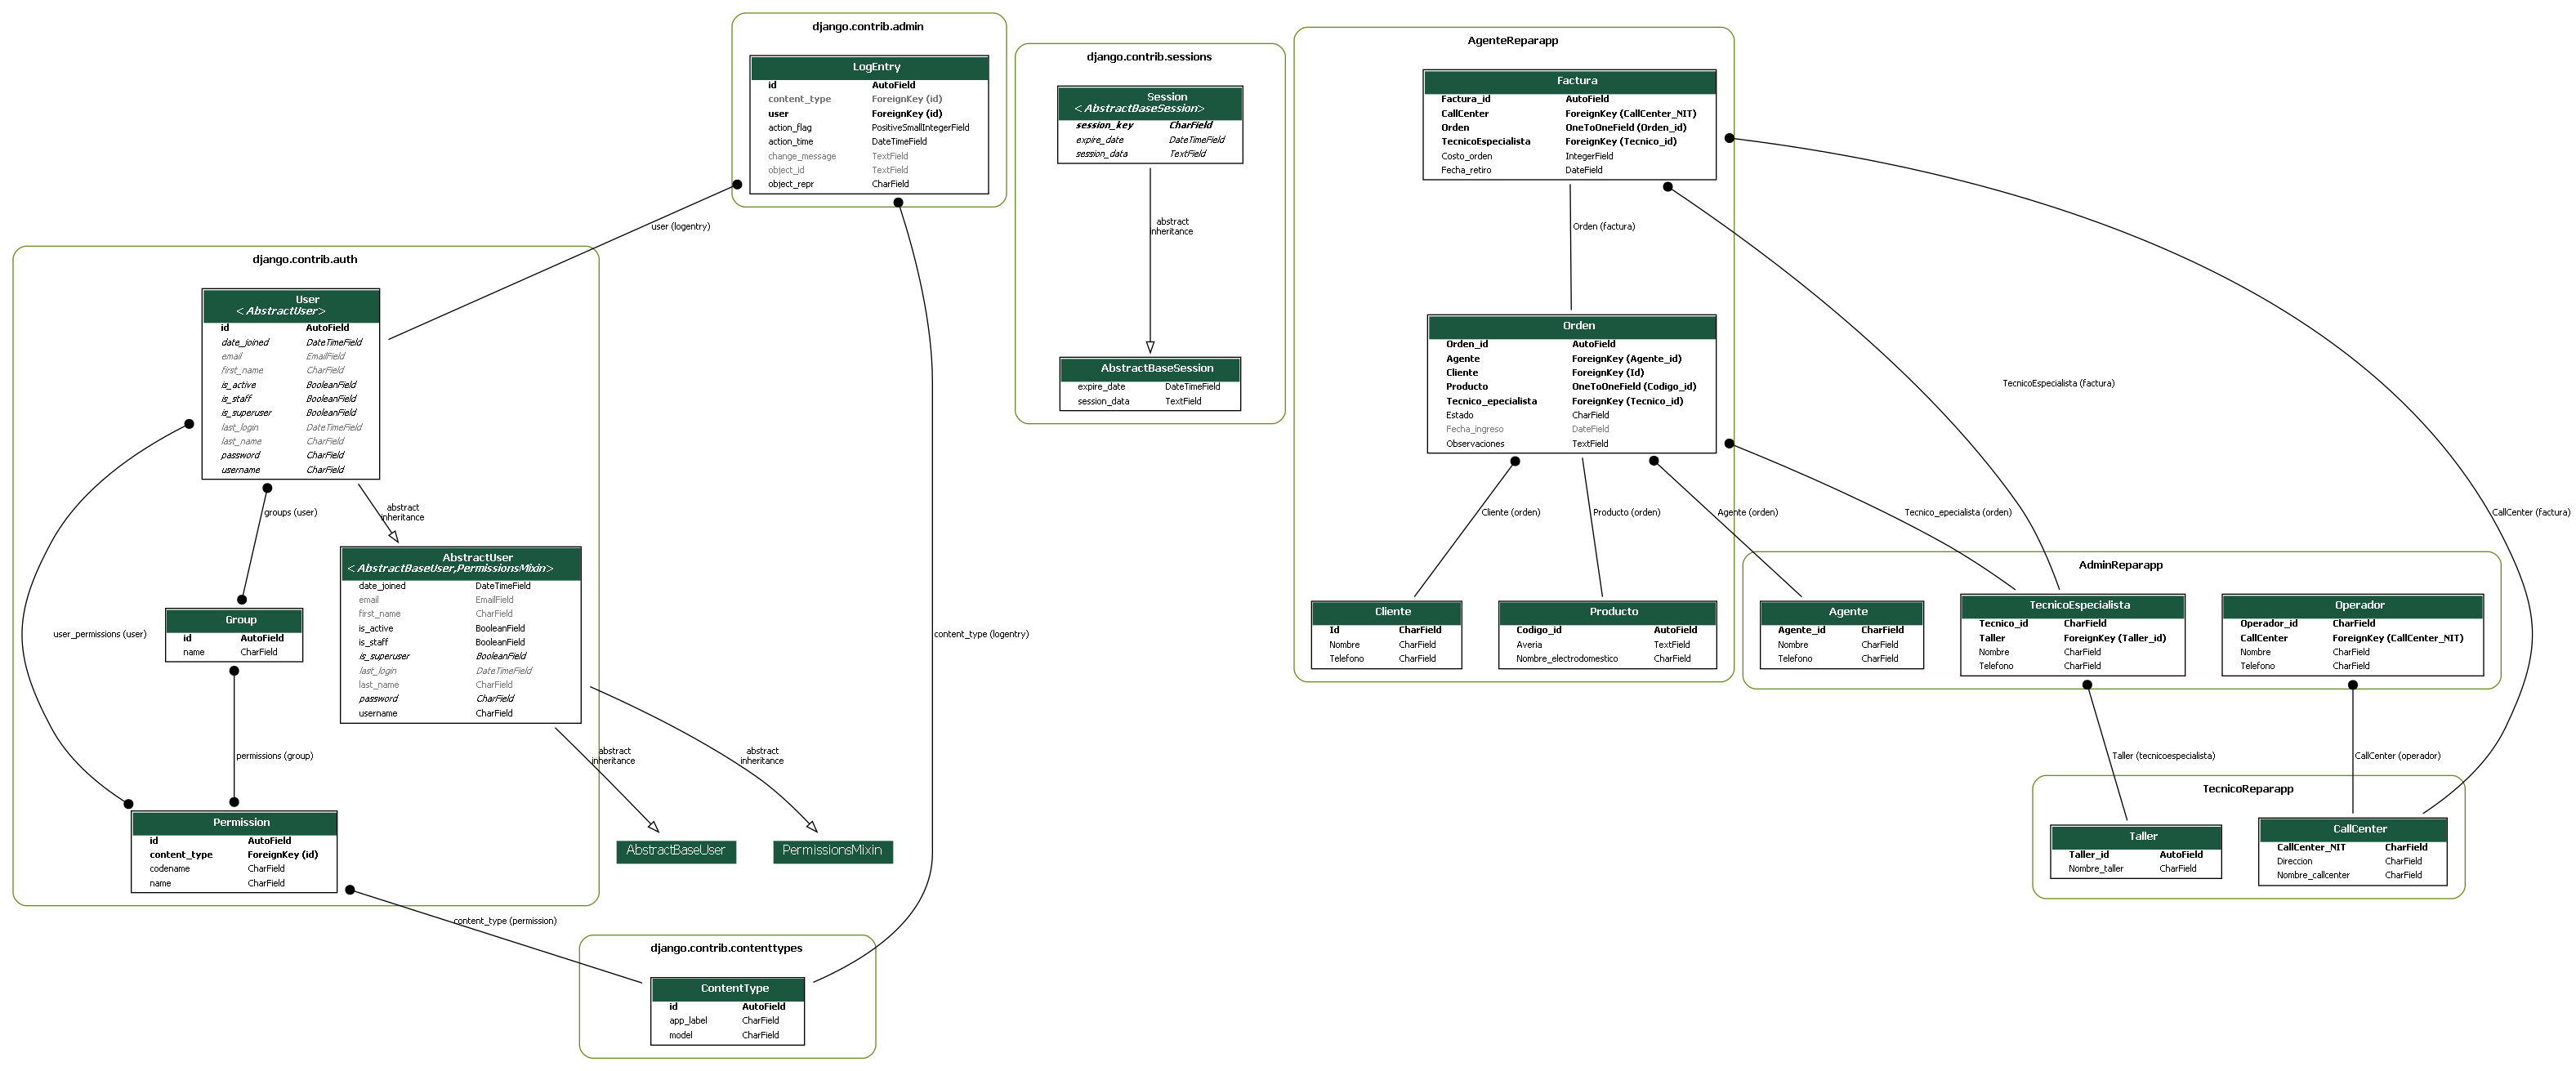 django.contrib.admin
LogEntry
id AutoField
content_type ForeignKey (id)
user ForeignKey (id)
action_flag PositiveSmallIntegerField
action_time DateTimeField
change_message TextField
object_id TextField
object_repr CharField
django.contrib.sessions
Session
<AbstractBaseSession>
session_key CharField
expire_date DateTimeField
session_data TextField
abstract
inheritance
AbstractBaseSession
expire_date DateTimeField
session_data TextField
AgenteReparapp
Factura
Factura_id AutoField
CallCenter ForeignKey (CallCenter_NIT)
Orden OneToOneField (Orden_id)
TecnicoEspecialista ForeignKey (Tecnico_id)
Costo_orden IntegerField
Fecha_retiro DateField
Orden (factura)
Orden
Orden_id AutoField
Agente ForeignKey (Agente_id)
Cliente ForeignKey (Id)
Producto OneToOneField (Codigo_id)
Tecnico_epecialista ForeignKey (Tecnico_id)
Estado CharField
Fecha_ingreso DateField
Observaciones TextField
TecnicoEspecialista (factura)
Cliente (orden)
Producto (orden)
Agente (orden)
Tecnico_epecialista (orden)
CallCenter (factura)
Cliente
Id CharField
Nombre CharField
Telefono CharField
Producto
Codigo_id AutoField
Averia TextField
Nombre_electrodomestico CharField
AdminReparapp
Agente
Agente_id CharField
Nombre CharField
Telefono CharField
TecnicoEspecialista
Tecnico_id CharField
Taller ForeignKey (Taller_id)
Nombre CharField
Telefono CharField
Operador
Operador_id CharField
CallCenter ForeignKey (CallCenter_NIT)
Nombre CharField
Telefono CharField
Taller (tecnicoespecialista)
CallCenter (operador)
TecnicoReparapp
Taller
Taller_id AutoField
Nombre_taller CharField
CallCenter
CallCenter_NIT CharField
Direccion CharField
Nombre_callcenter CharField
user (logentry)
django.contrib.auth
User
<AbstractUser>
id AutoField
date_joined DateTimeField
email EmailField
first_name CharField
is_active BooleanField
is_staff BooleanField
is_superuser BooleanField
last_login DateTimeField
last_name CharField
password CharField
username CharField
groups (user)
abstract
inheritance
AbstractUser
<AbstractBaseUser,PermissionsMixin>
date_joined DateTimeField
email EmailField
first_name CharField
is_active BooleanField
is_staff BooleanField
is_superuser BooleanField
last_login DateTimeField
last_name CharField
password CharField
username CharField
Group
id AutoField
name CharField
user_permissions (user)
content_type (logentry)
permissions (group)
abstract
inheritance
abstract
inheritance
Permission
id AutoField
content_type ForeignKey (id)
codename CharField
name CharField
AbstractBaseUser
PermissionsMixin
content_type (permission)
django.contrib.contenttypes
ContentType
id AutoField
app_label CharField
model CharField